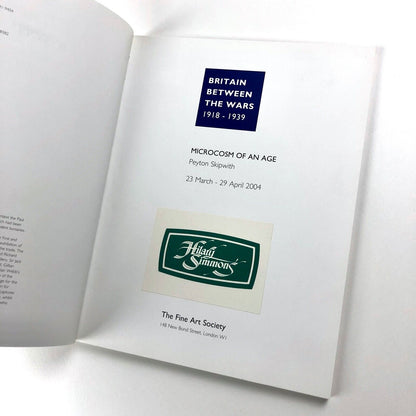 BRITAIN
BETWEEN
THE WARS
1918 - 1939
MICROCOSM OF AN AGE
Peyton Skipwith
23 March - 29 April 2004
Hilary
Simmons
The Fine Art Society
148 New Bond Street, London W1